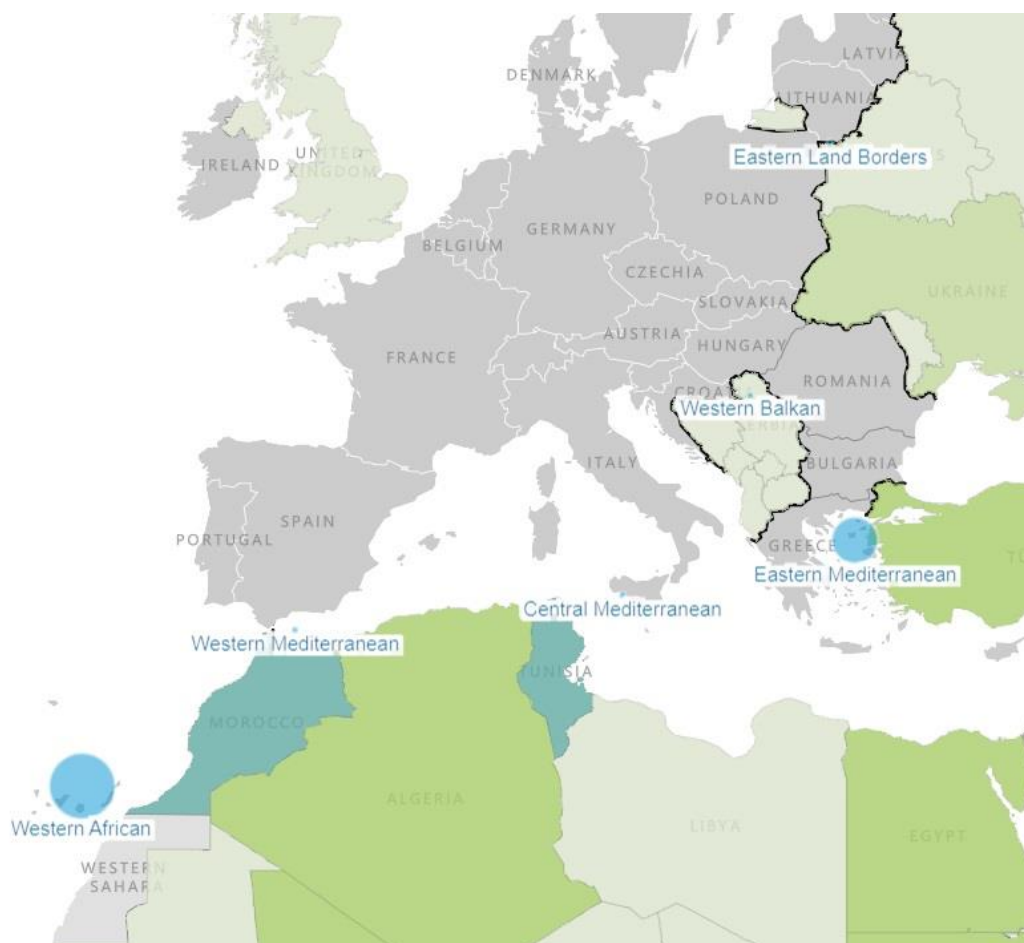 LATVIA
DENMARK
LITHUANIA
Eastern Land Borders
IRELAND
UNITED
KINGDOM
POLAND
GERMANY
BELGIUM
CZECHIA
UKRAINE
SLOVAKIA
AUSTRIA
HUNGARY
FRANCE
ROMANIA
CROAT
Western Balkan
ERBIA
ITALY
BULGARIA
SPAIN
PORTUGAL
GREECE
Eastern Mediterranean
Central Mediterranean
Western Mediterranean
TUNISIA
MOROCCO
ALGERIA
LIBYA
EGYPT
Western African
WESTERN
SAHARA